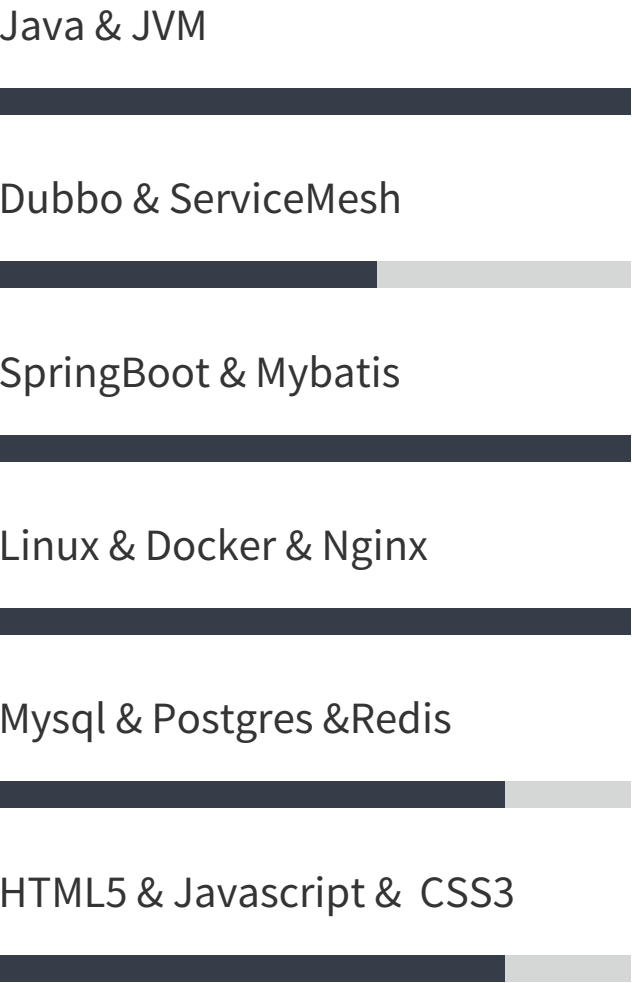 Java & JVM
Dubbo & ServiceMesh
SpringBoot & Mybatis
Linux & Docker & Nginx
Mysql & Postgres &Redis
HTML5 & Javascript &  CSS3